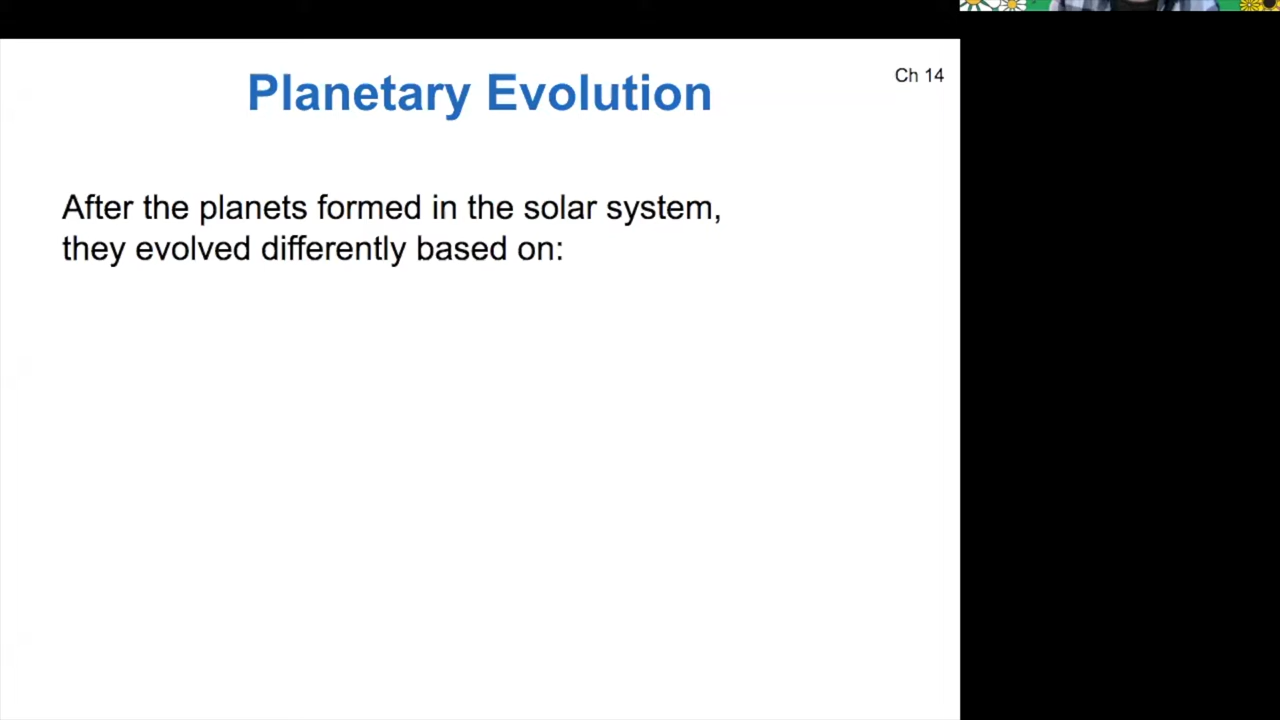 Planetary Evolution
Ch 14
After the planets formed in the solar system,
they evolved differently based on: